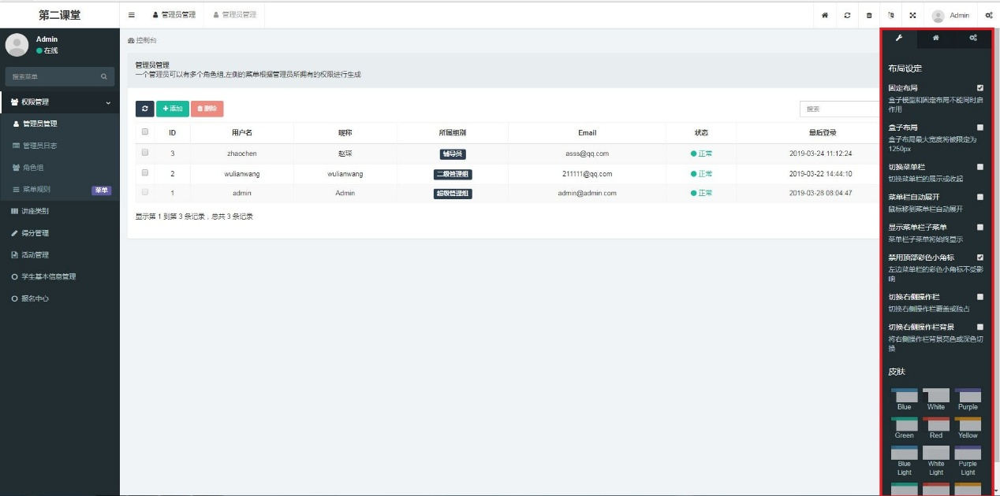 第二课堂
管理员管理
管理员管理
Admin
Admin
在线
搜索菜单
权限管理
管理员管理
管理员日志
角色组
菜单规则
菜单
讲座类别
得分管理
活动管理
学生基本信息管理
报名中心
控制台
管理员管理
一个管理员可以有多个角色组,左侧的菜单根据管理员所拥有的权限进行生成
添加
删除
搜索
ID 用户名 昵称 所属组别 Email 状态 最后登录
3 zhaochen 赵琛 辅导员 asss@qq.com 正常 2019-03-24 11:12:24
2 wulianwang wulianwang 二级管理组 211111@qq.com 正常 2019-03-22 14:44:10
1 admin Admin 超级管理组 admin@admin.com 正常 2019-03-28 08:04:47
显示第 1 到第 3 条记录，总共 3 条记录
布局设定
固定布局
盒子模型和固定布局不能同时启
作用
盒子布局
盒子布局最大宽度将被限定为
1250px
切换菜单栏
切换菜单栏的展示或收起
菜单栏自动展开
鼠标移到菜单栏自动展开
显示菜单栏子菜单
菜单栏子菜单将始终显示
禁用顶部彩色小角标
左边菜单栏的彩色小角标不受影
响
切换右侧操作栏
切换右侧操作栏覆盖或独占
切换右侧操作栏背景
将右侧操作栏背景亮色或深色切
换
皮肤
Blue White Purple
Green Red Yellow
Blue Light
White Light
Purple Light